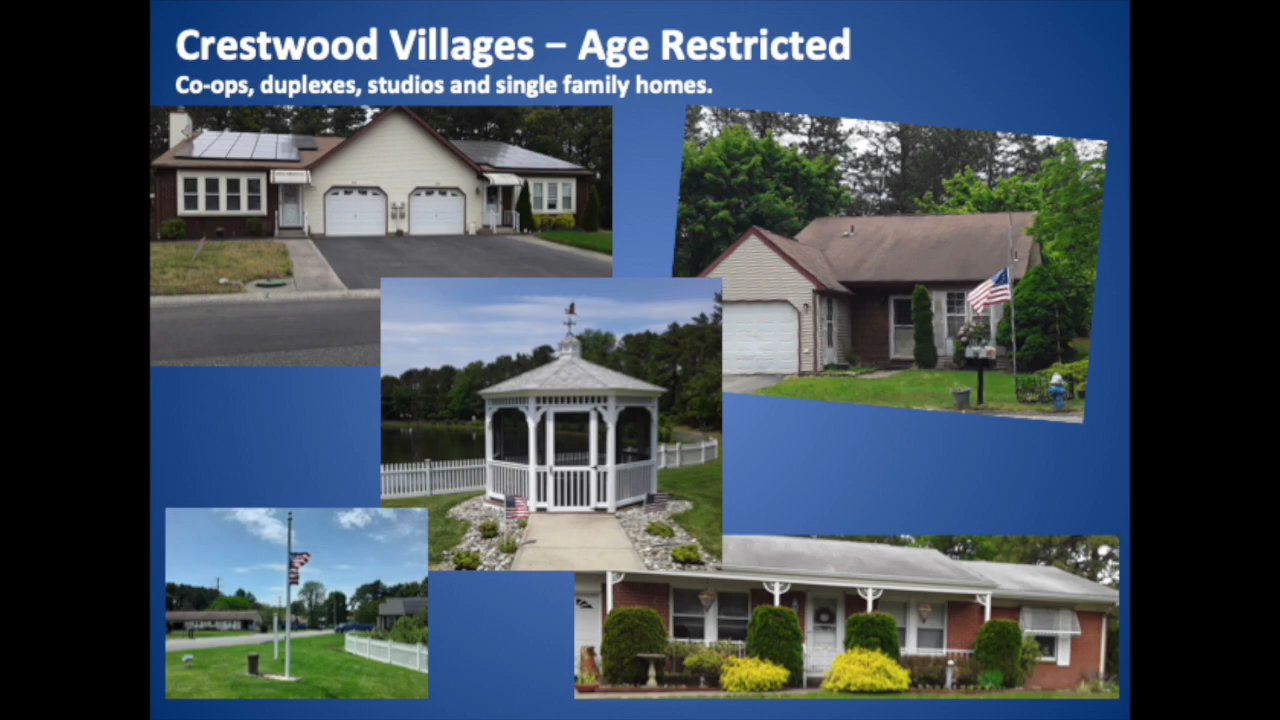 Crestwood Villages – Age Restricted
Co-ops, duplexes, studios and single family homes.